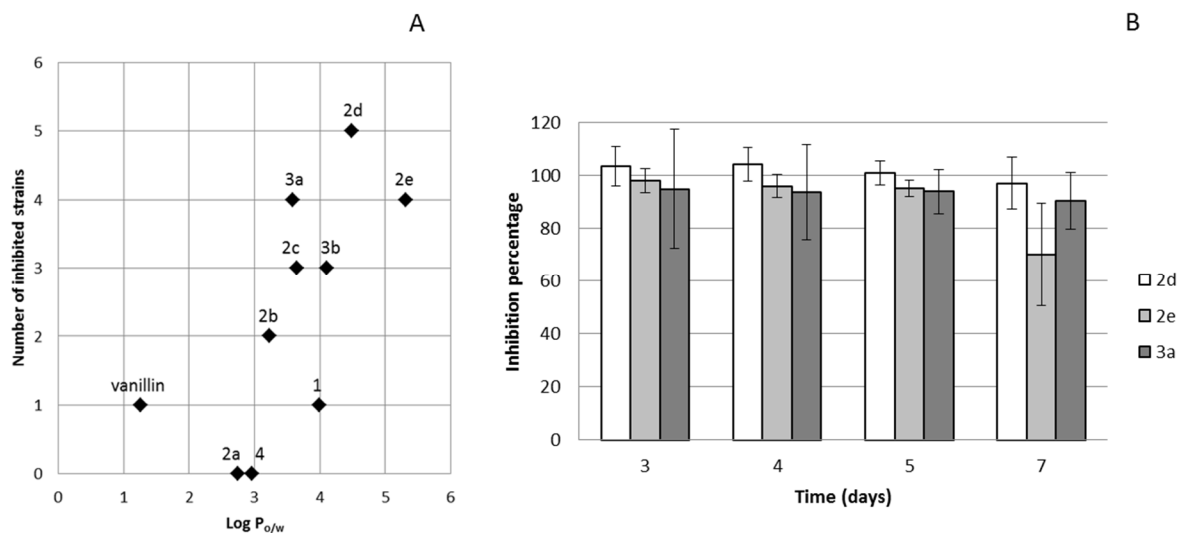 A
Number of inhibited strains
6
5
4
3
2
1
0
2d
3a
2e
2c
3b
2b
vanillin
1
2a
4
0 1 2 3 4 5 6
Log P o/w
B
Inhibition percentage
120
100
80
60
40
20
0
3 4 5 7
Time (days)
2d
2e
3a